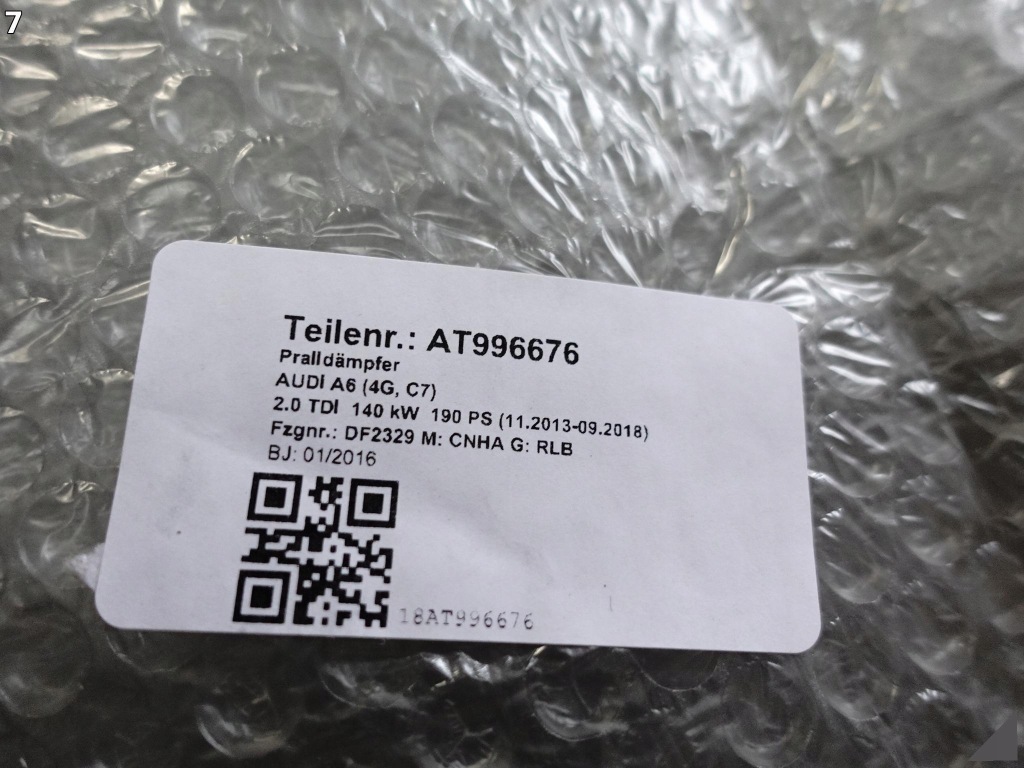 7
Teilenr.: AT996676
Pralldämpfer
AUDI A6 (4G, C7)
2.0 TDI 140 kW 190 PS (11.2013-09.2018)
Fzgnr.: DF2329 M: CNHA G: RLB
BJ: 01/2016
18AT996676